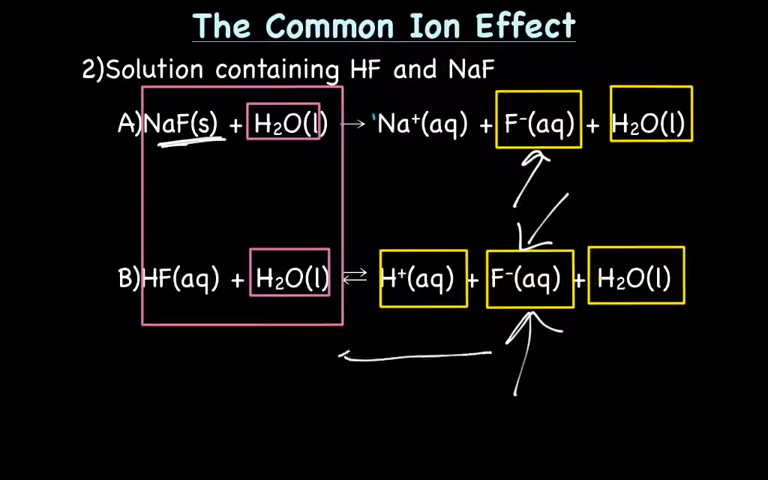 The Common Ion Effect
2)Solution containing HF and NaF
A)NaF(s) + H₂O(l) → Na⁺(aq) + F⁻(aq) + H₂O(l)
B)HF(aq) + H₂O(l) ⇄ H⁺(aq) + F⁻(aq) + H₂O(l)